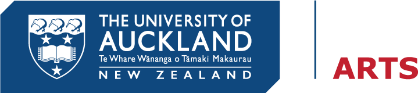 THE UNIVERSITY OF
AUCKLAND
Te Whare Wānanga o Tāmaki Makaurau
NEW ZEALAND
ARTS